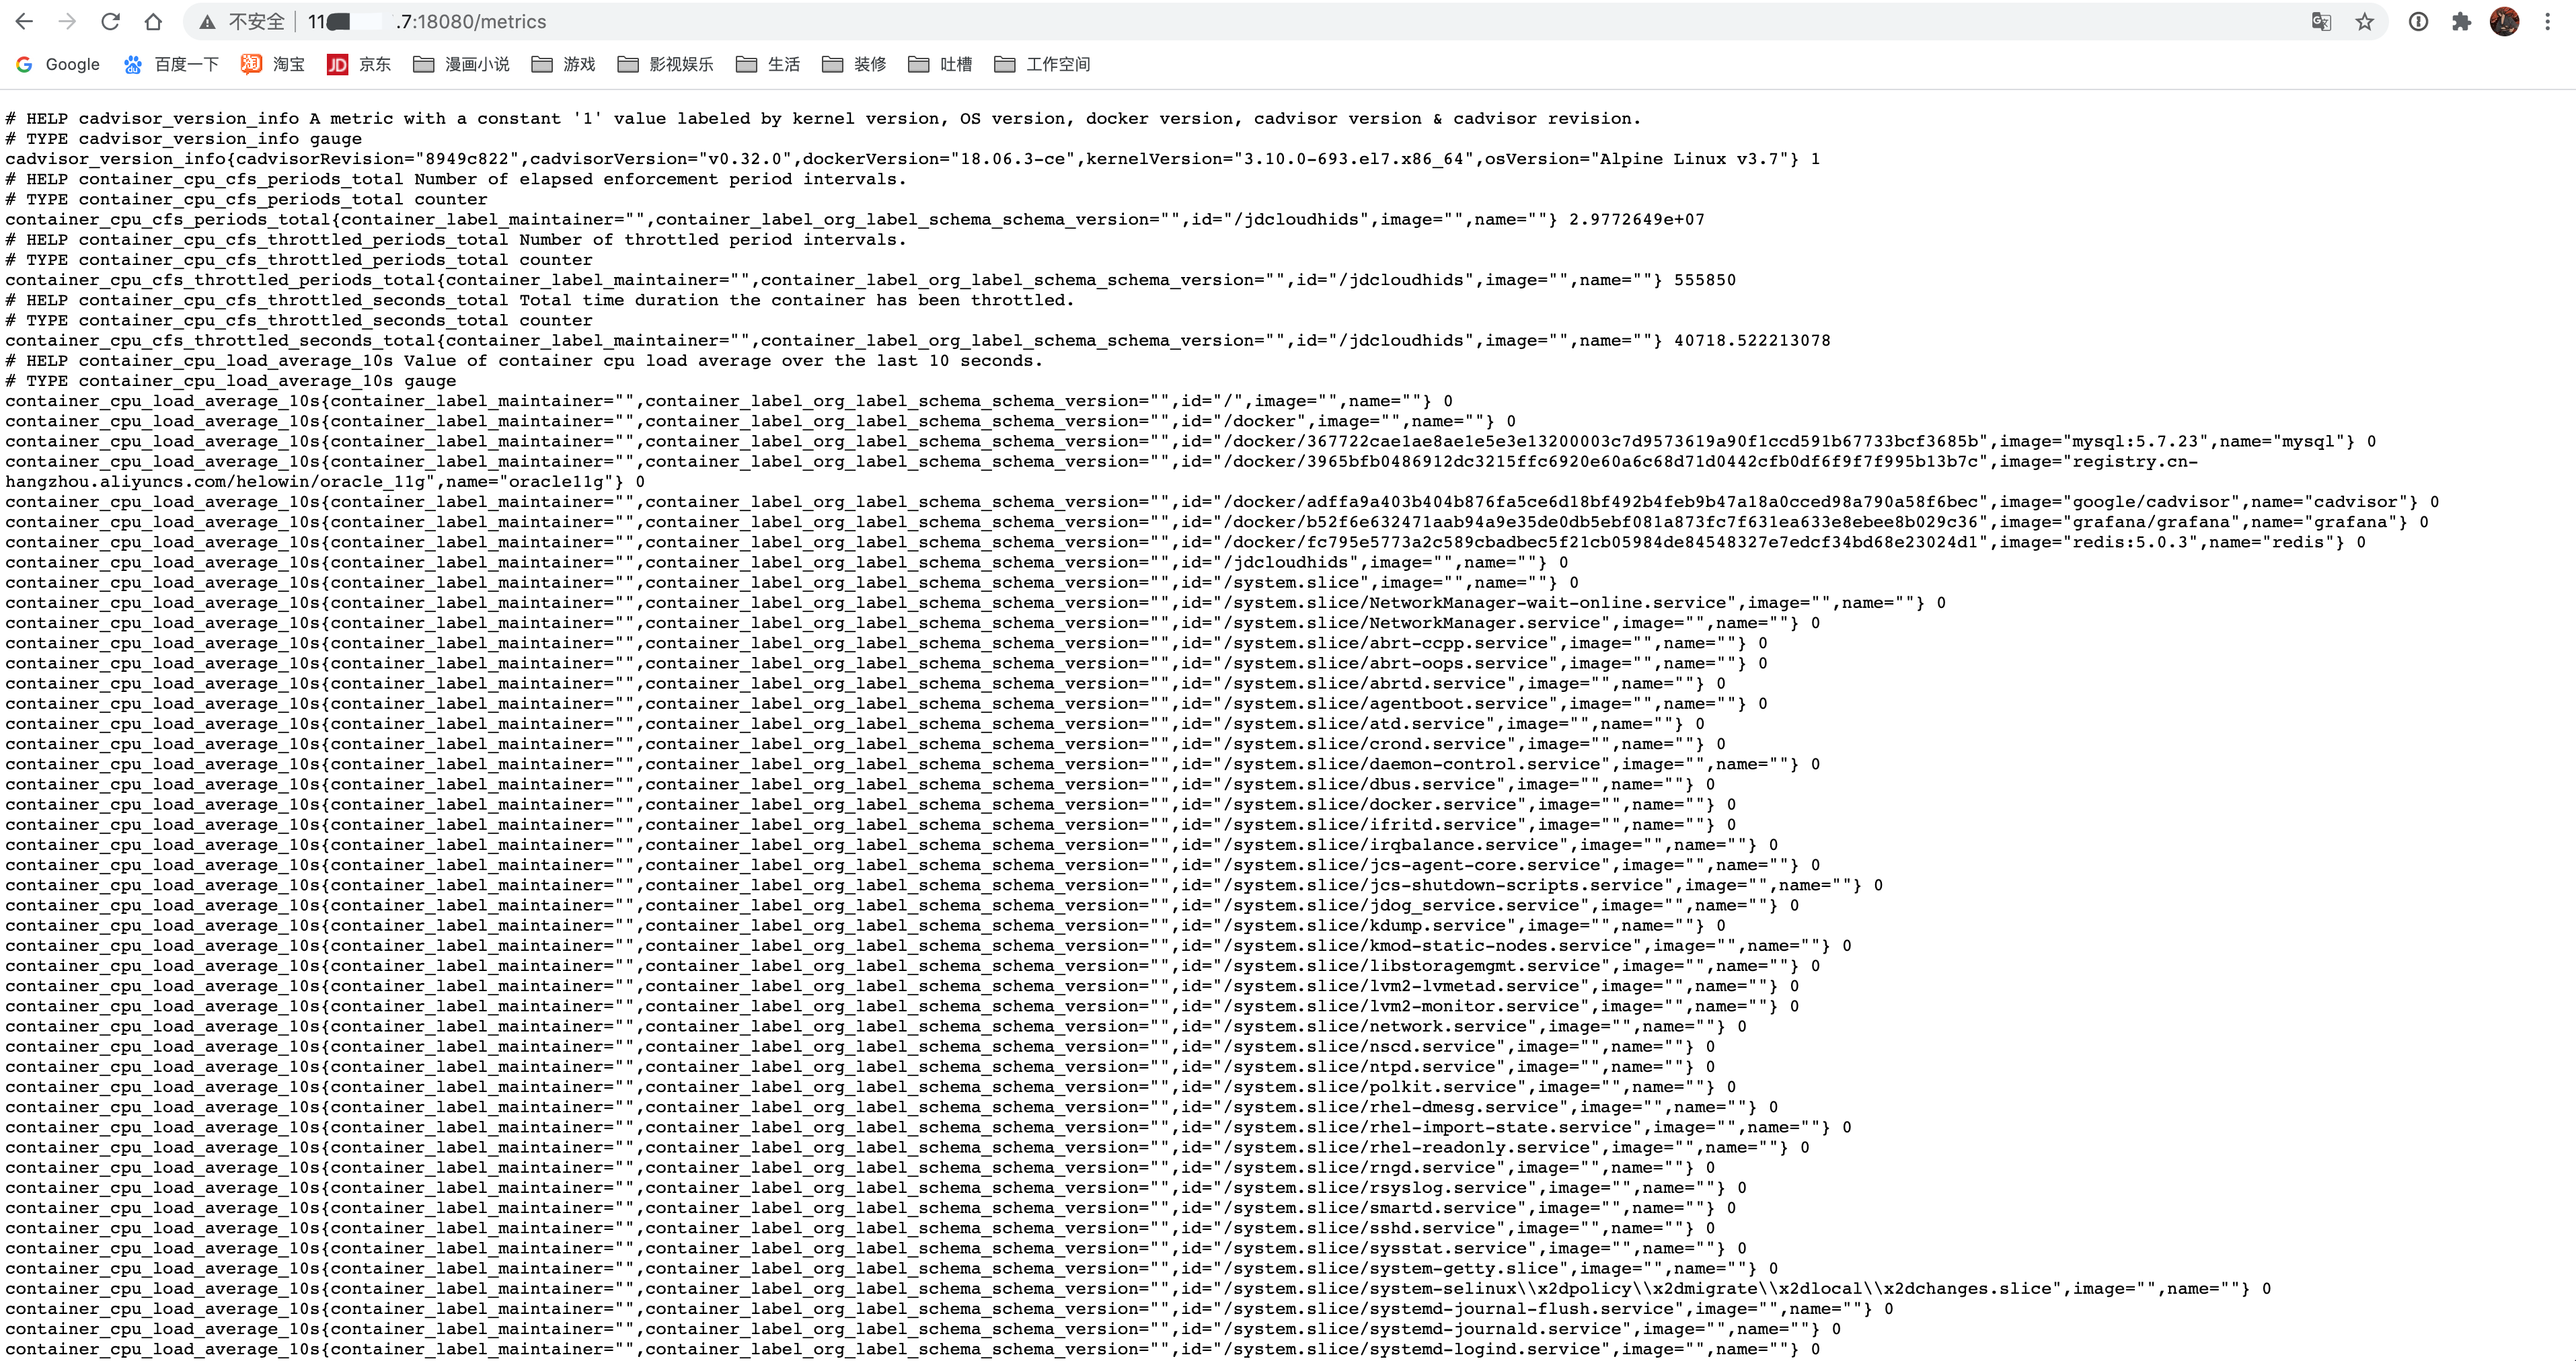 不安全 11 .7:18080/metrics
Google 百度一下 淘宝 京东 漫画小说 游戏 影视娱乐 生活 装修 吐槽 工作空间
# HELP cadvisor_version_info A metric with a constant '1' value labeled by kernel version, OS version, docker version, cadvisor version & cadvisor revision.
# TYPE cadvisor_version_info gauge
cadvisor_version_info{cadvisorRevision="8949c822",cadvisorVersion="v0.32.0",dockerVersion="18.06.3-ce",kernelVersion="3.10.0-693.el7.x86_64",osVersion="Alpine Linux v3.7"} 1
# HELP container_cpu_cfs_periods_total Number of elapsed enforcement period intervals.
# TYPE container_cpu_cfs_periods_total counter
container_cpu_cfs_periods_total{container_label_maintainer="",container_label_org_label_schema_schema_version="",id="/jdcloudhids",image="",name=""} 2.9772649e+07
# HELP container_cpu_cfs_throttled_periods_total Number of throttled period intervals.
# TYPE container_cpu_cfs_throttled_periods_total counter
container_cpu_cfs_throttled_periods_total{container_label_maintainer="",container_label_org_label_schema_schema_version="",id="/jdcloudhids",image="",name=""} 555850
# HELP container_cpu_cfs_throttled_seconds_total Total time duration the container has been throttled.
# TYPE container_cpu_cfs_throttled_seconds_total counter
container_cpu_cfs_throttled_seconds_total{container_label_maintainer="",container_label_org_label_schema_schema_version="",id="/jdcloudhids",image="",name=""} 40718.522213078
# HELP container_cpu_load_average_10s Value of container cpu load average over the last 10 seconds.
# TYPE container_cpu_load_average_10s gauge
container_cpu_load_average_10s{container_label_maintainer="",container_label_org_label_schema_schema_version="",id="/",image="",name=""} 0
container_cpu_load_average_10s{container_label_maintainer="",container_label_org_label_schema_schema_version="",id="/docker",image="",name=""} 0
container_cpu_load_average_10s{container_label_maintainer="",container_label_org_label_schema_schema_version="",id="/docker/367722cae1ae8ae1e5e3e13200003c7d9573619a90f1ccd591b67733bcf3685b",image="mysql:5.7.23",name="mysql"} 0
container_cpu_load_average_10s{container_label_maintainer="",container_label_org_label_schema_schema_version="",id="/docker/3965bfb0486912dc3215ffc6920e60a6c68d71d0442cfb0df6f9f7f995b13b7c",image="registry.cn-
hangzhou.aliyuncs.com/helowin/oracle_11g",name="oracle11g"} 0
container_cpu_load_average_10s{container_label_maintainer="",container_label_org_label_schema_schema_version="",id="/docker/adffa9a403b404b876fa5ce6d18bf492b4feb9b47a18a0cced98a790a58f6bec",image="google/cadvisor",name="cadvisor"} 0
container_cpu_load_average_10s{container_label_maintainer="",container_label_org_label_schema_schema_version="",id="/docker/b52f6e632471aab94a9e35de0db5ebf081a873fc7f631ea633e8ebee8b029c36",image="grafana/grafana",name="grafana"} 0
container_cpu_load_average_10s{container_label_maintainer="",container_label_org_label_schema_schema_version="",id="/docker/fc795e5773a2c589cbadbec5f21cb05984de84548327e7edcf34bd68e23024d1",image="redis:5.0.3",name="redis"} 0
container_cpu_load_average_10s{container_label_maintainer="",container_label_org_label_schema_schema_version="",id="/jdcloudhids",image="",name=""} 0
container_cpu_load_average_10s{container_label_maintainer="",container_label_org_label_schema_schema_version="",id="/system.slice",image="",name=""} 0
container_cpu_load_average_10s{container_label_maintainer="",container_label_org_label_schema_schema_version="",id="/system.slice/NetworkManager-wait-online.service",image="",name=""} 0
container_cpu_load_average_10s{container_label_maintainer="",container_label_org_label_schema_schema_version="",id="/system.slice/NetworkManager.service",image="",name=""} 0
container_cpu_load_average_10s{container_label_maintainer="",container_label_org_label_schema_schema_version="",id="/system.slice/abrt-ccpp.service",image="",name=""} 0
container_cpu_load_average_10s{container_label_maintainer="",container_label_org_label_schema_schema_version="",id="/system.slice/abrt-oops.service",image="",name=""} 0
container_cpu_load_average_10s{container_label_maintainer="",container_label_org_label_schema_schema_version="",id="/system.slice/abrtd.service",image="",name=""} 0
container_cpu_load_average_10s{container_label_maintainer="",container_label_org_label_schema_schema_version="",id="/system.slice/agentboot.service",image="",name=""} 0
container_cpu_load_average_10s{container_label_maintainer="",container_label_org_label_schema_schema_version="",id="/system.slice/atd.service",image="",name=""} 0
container_cpu_load_average_10s{container_label_maintainer="",container_label_org_label_schema_schema_version="",id="/system.slice/crond.service",image="",name=""} 0
container_cpu_load_average_10s{container_label_maintainer="",container_label_org_label_schema_schema_version="",id="/system.slice/daemon-control.service",image="",name=""} 0
container_cpu_load_average_10s{container_label_maintainer="",container_label_org_label_schema_schema_version="",id="/system.slice/dbus.service",image="",name=""} 0
container_cpu_load_average_10s{container_label_maintainer="",container_label_org_label_schema_schema_version="",id="/system.slice/docker.service",image="",name=""} 0
container_cpu_load_average_10s{container_label_maintainer="",container_label_org_label_schema_schema_version="",id="/system.slice/ifritd.service",image="",name=""} 0
container_cpu_load_average_10s{container_label_maintainer="",container_label_org_label_schema_schema_version="",id="/system.slice/irqbalance.service",image="",name=""} 0
container_cpu_load_average_10s{container_label_maintainer="",container_label_org_label_schema_schema_version="",id="/system.slice/jcs-agent-core.service",image="",name=""} 0
container_cpu_load_average_10s{container_label_maintainer="",container_label_org_label_schema_schema_version="",id="/system.slice/jcs-shutdown-scripts.service",image="",name=""} 0
container_cpu_load_average_10s{container_label_maintainer="",container_label_org_label_schema_schema_version="",id="/system.slice/jdog_service.service",image="",name=""} 0
container_cpu_load_average_10s{container_label_maintainer="",container_label_org_label_schema_schema_version="",id="/system.slice/kdump.service",image="",name=""} 0
container_cpu_load_average_10s{container_label_maintainer="",container_label_org_label_schema_schema_version="",id="/system.slice/kmod-static-nodes.service",image="",name=""} 0
container_cpu_load_average_10s{container_label_maintainer="",container_label_org_label_schema_schema_version="",id="/system.slice/libstoragemgmt.service",image="",name=""} 0
container_cpu_load_average_10s{container_label_maintainer="",container_label_org_label_schema_schema_version="",id="/system.slice/lvm2-lvmetad.service",image="",name=""} 0
container_cpu_load_average_10s{container_label_maintainer="",container_label_org_label_schema_schema_version="",id="/system.slice/lvm2-monitor.service",image="",name=""} 0
container_cpu_load_average_10s{container_label_maintainer="",container_label_org_label_schema_schema_version="",id="/system.slice/network.service",image="",name=""} 0
container_cpu_load_average_10s{container_label_maintainer="",container_label_org_label_schema_schema_version="",id="/system.slice/nscd.service",image="",name=""} 0
container_cpu_load_average_10s{container_label_maintainer="",container_label_org_label_schema_schema_version="",id="/system.slice/ntpd.service",image="",name=""} 0
container_cpu_load_average_10s{container_label_maintainer="",container_label_org_label_schema_schema_version="",id="/system.slice/polkit.service",image="",name=""} 0
container_cpu_load_average_10s{container_label_maintainer="",container_label_org_label_schema_schema_version="",id="/system.slice/rhel-dmesg.service",image="",name=""} 0
container_cpu_load_average_10s{container_label_maintainer="",container_label_org_label_schema_schema_version="",id="/system.slice/rhel-import-state.service",image="",name=""} 0
container_cpu_load_average_10s{container_label_maintainer="",container_label_org_label_schema_schema_version="",id="/system.slice/rhel-readonly.service",image="",name=""} 0
container_cpu_load_average_10s{container_label_maintainer="",container_label_org_label_schema_schema_version="",id="/system.slice/rngd.service",image="",name=""} 0
container_cpu_load_average_10s{container_label_maintainer="",container_label_org_label_schema_schema_version="",id="/system.slice/rsyslog.service",image="",name=""} 0
container_cpu_load_average_10s{container_label_maintainer="",container_label_org_label_schema_schema_version="",id="/system.slice/smartd.service",image="",name=""} 0
container_cpu_load_average_10s{container_label_maintainer="",container_label_org_label_schema_schema_version="",id="/system.slice/sshd.service",image="",name=""} 0
container_cpu_load_average_10s{container_label_maintainer="",container_label_org_label_schema_schema_version="",id="/system.slice/sysstat.service",image="",name=""} 0
container_cpu_load_average_10s{container_label_maintainer="",container_label_org_label_schema_schema_version="",id="/system.slice/system-getty.slice",image="",name=""} 0
container_cpu_load_average_10s{container_label_maintainer="",container_label_org_label_schema_schema_version="",id="/system.slice/system-selinux\\x2dpolicy\\x2dmigrate\\x2dlocal\\x2dchanges.slice",image="",name=""} 0
container_cpu_load_average_10s{container_label_maintainer="",container_label_org_label_schema_schema_version="",id="/system.slice/systemd-journal-flush.service",image="",name=""} 0
container_cpu_load_average_10s{container_label_maintainer="",container_label_org_label_schema_schema_version="",id="/system.slice/systemd-journald.service",image="",name=""} 0
container_cpu_load_average_10s{container_label_maintainer="",container_label_org_label_schema_schema_version="",id="/system.slice/systemd-logind.service",image="",name=""} 0